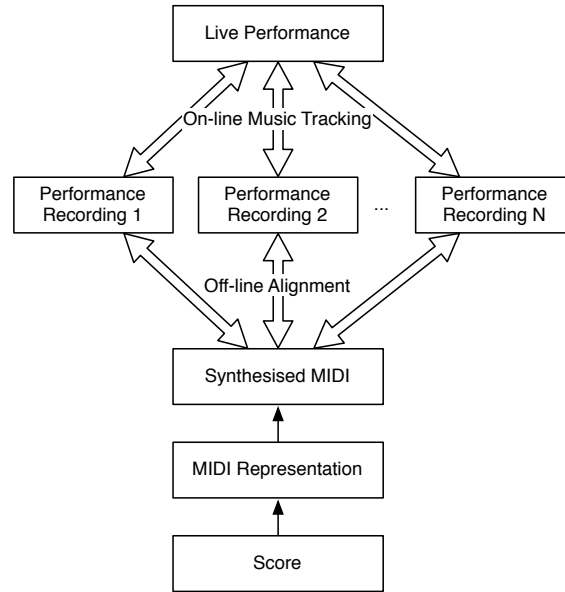 Live Performance
On-line Music Tracking
Performance
Recording 1
Performance
Recording 2
...
Performance
Recording N
Off-line Alignment
Synthesised MIDI
MIDI Representation
Score